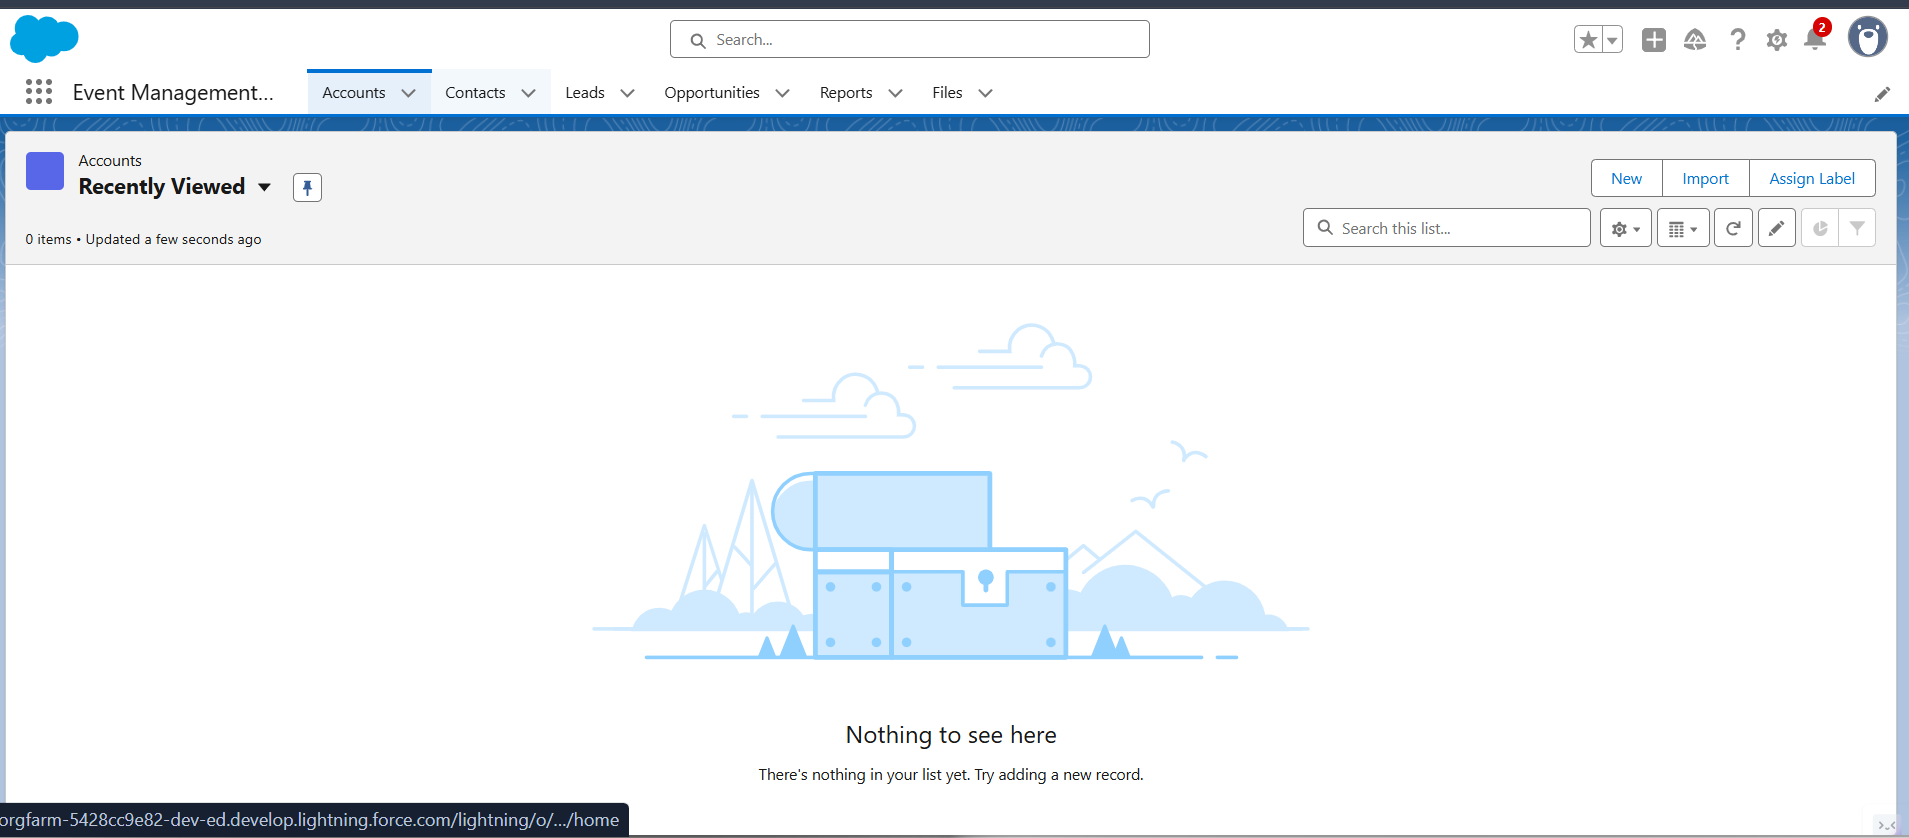 Search...
2
Event Management...
Accounts
Contacts
Leads
Opportunities
Reports
Files
Accounts
Recently Viewed
New
Import
Assign Label
0 items • Updated a few seconds ago
Search this list...
Nothing to see here
There's nothing in your list yet. Try adding a new record.
orgfarm-5428cc9e82-dev-ed.develop.lightning.force.com/lightning/o/.../home